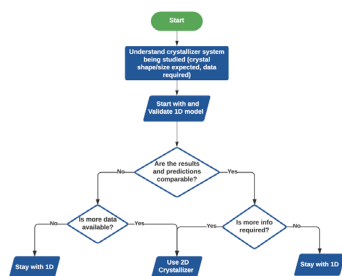 Start
Understand crystallizer system
being studied (crystal
shape/size expected, data
required)
Start with and
Validate 1D model
Are the results
and predictions
comparable?
No
Yes
Is more data
available?
Is more info
required?
No
Yes
Yes
No
Stay with 1D
Use 2D
Crystallizer
Stay with 1D